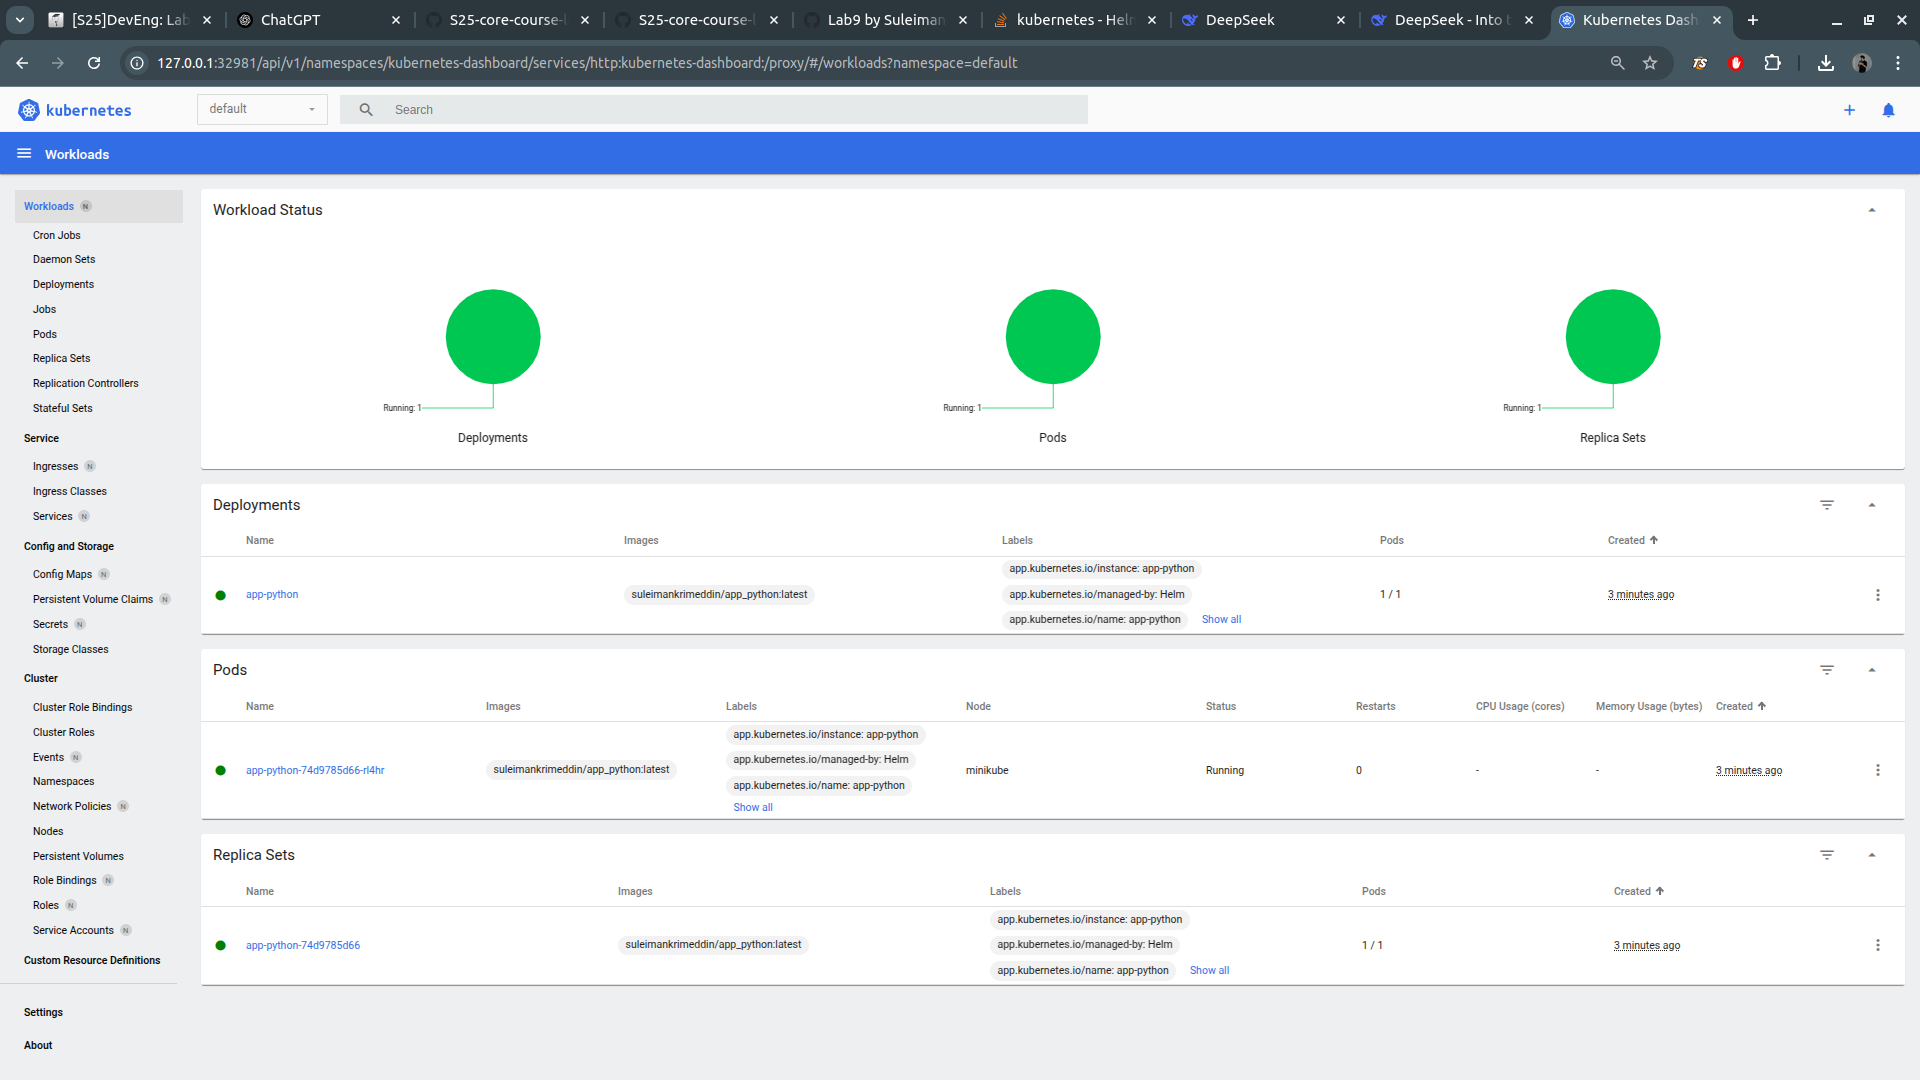 [S25]DevEng: Lab
ChatGPT
S25-core-course-l
S25-core-course-l
Lab9 by Suleiman
kubernetes - Helm
DeepSeek
DeepSeek - Into t
Kubernetes Dash
127.0.0.1:32981/api/v1/namespaces/kubernetes-dashboard/services/http:kubernetes-dashboard:/proxy/#/workloads?namespace=default
kubernetes
default
Search
Workloads
Workloads N
Cron Jobs
Daemon Sets
Deployments
Jobs
Pods
Replica Sets
Replication Controllers
Stateful Sets
Service
Ingresses N
Ingress Classes
Services N
Config and Storage
Config Maps N
Persistent Volume Claims N
Secrets N
Storage Classes
Cluster
Cluster Role Bindings
Cluster Roles
Events N
Namespaces
Network Policies N
Nodes
Persistent Volumes
Role Bindings N
Roles N
Service Accounts N
Custom Resource Definitions
Settings
About
Workload Status
Running: 1
Deployments
Running: 1
Pods
Running: 1
Replica Sets
Deployments
Name Images Labels Pods Created
app-python suleimankrimeddin/app_python:latest app.kubernetes.io/instance: app-python 1 / 1 3 minutes ago
app.kubernetes.io/managed-by: Helm
app.kubernetes.io/name: app-python Show all
Pods
Name Images Labels Node Status Restarts CPU Usage (cores) Memory Usage (bytes) Created
app-python-74d9785d66-rl4hr suleimankrimeddin/app_python:latest app.kubernetes.io/instance: app-python minikube Running 0 - - 3 minutes ago
app.kubernetes.io/managed-by: Helm
app.kubernetes.io/name: app-python
Show all
Replica Sets
Name Images Labels Pods Created
app-python-74d9785d66 suleimankrimeddin/app_python:latest app.kubernetes.io/instance: app-python 1 / 1 3 minutes ago
app.kubernetes.io/managed-by: Helm
app.kubernetes.io/name: app-python Show all